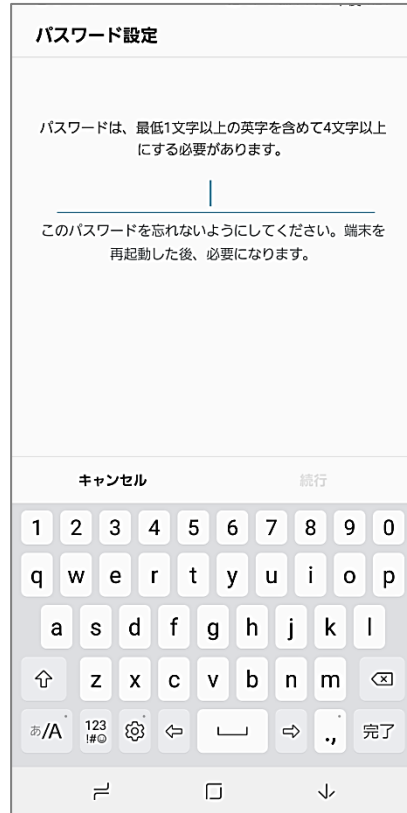 パスワード設定
パスワードは、最低1文字以上の英字を含めて4文字以上
にする必要があります。
このパスワードを忘れないようにしてください。端末を
再起動した後、必要になります。
キャンセル 続行
1 2 3 4 5 6 7 8 9 0
q w e r t y u i o p
a s d f g h j k l
z x c v b n m
あ/A 123 ., 完了
!#☺